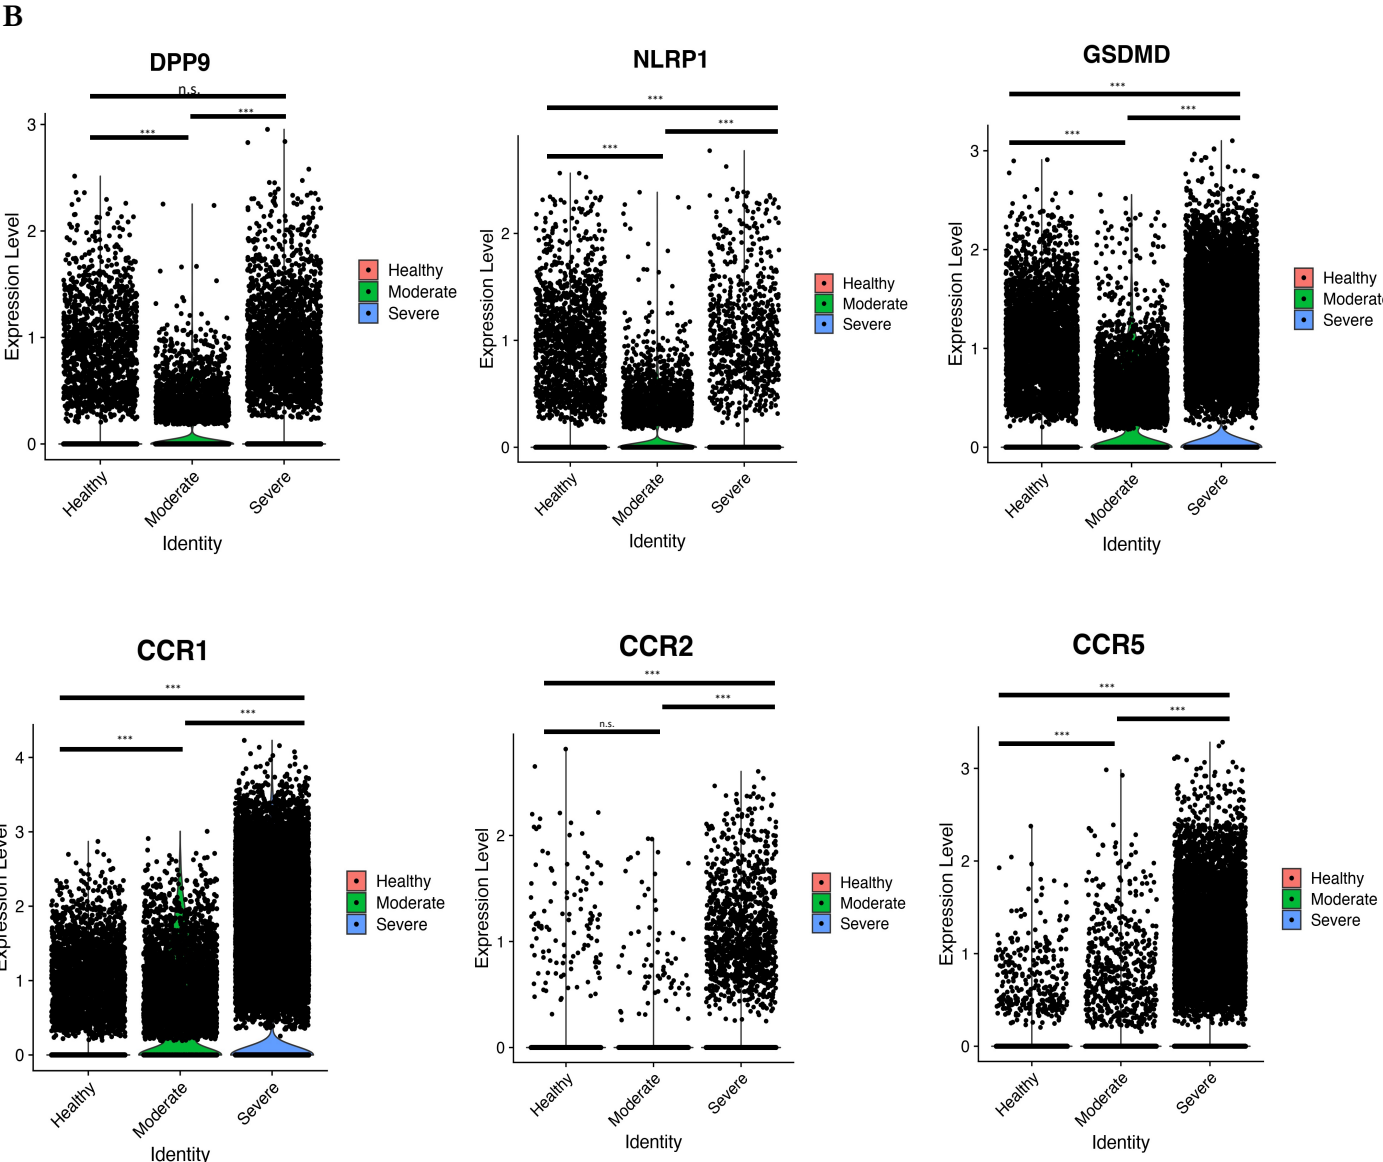 B
DPP9
n.s.
***
***
3
2
1
0
Expression Level
Healthy
Moderate
Severe
Identity
Healthy
Moderate
Severe
NLRP1
***
***
***
2
1
0
Expression Level
Healthy
Moderate
Severe
Identity
Healthy
Moderate
Severe
GSDMD
***
***
***
3
2
1
0
Expression Level
Healthy
Moderate
Severe
Identity
Healthy
Moderat
Severe
CCR1
***
***
***
4
3
2
1
0
Expression Level
Healthy
Moderate
Severe
Identity
Healthy
Moderate
Severe
CCR2
***
***
n.s.
2
1
0
Expression Level
Healthy
Moderate
Severe
Identity
Healthy
Moderate
Severe
CCR5
***
***
***
3
2
1
0
Expression Level
Healthy
Moderate
Severe
Identity
Healthy
Moderate
Severe